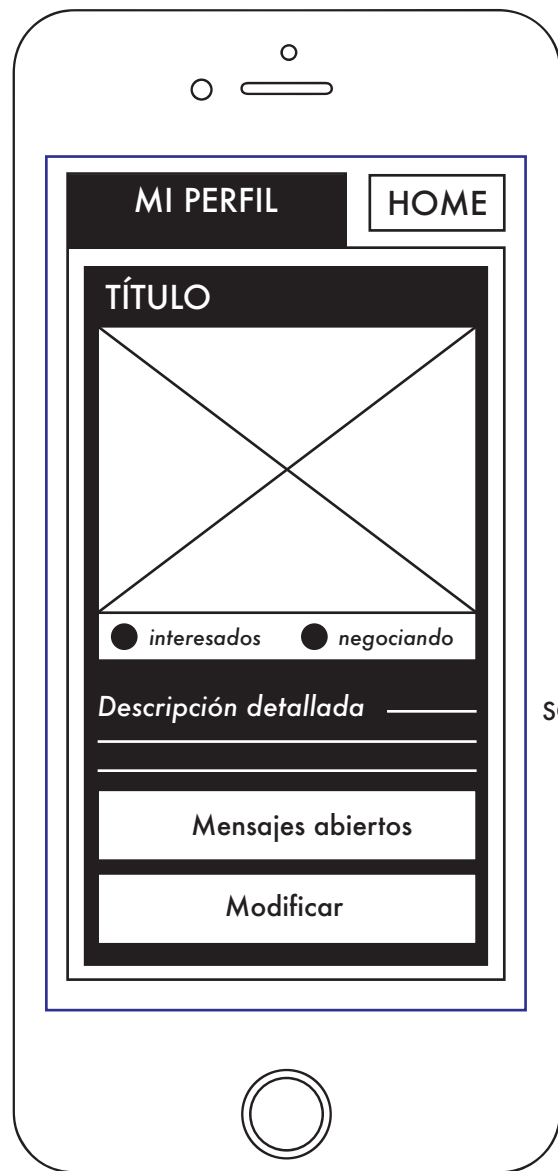 MI PERFIL HOME
TÍTULO
interesados negociando
Descripción detallada
Mensajes abiertos
Modificar